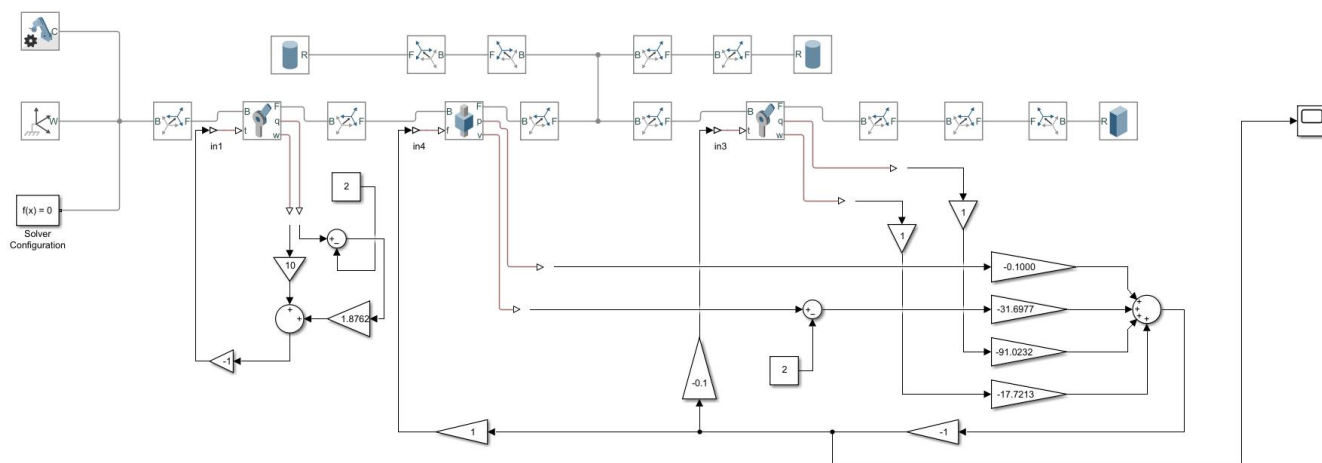 C
R
F B
F B
B F
B F
R
W
B F
B F
t q
w
B F
B F
f p
v
B F
B F
B F
t q
w
B F
B F
F B
R
in1
in4
in3
f(x) = 0
Solver
Configuration
2
1
1
10
-0.1000
1.8762
-31.6977
-1
-91.0232
2
-0.1
-17.7213
1
-1
+
−
+
+
+
−
+
+
+
+